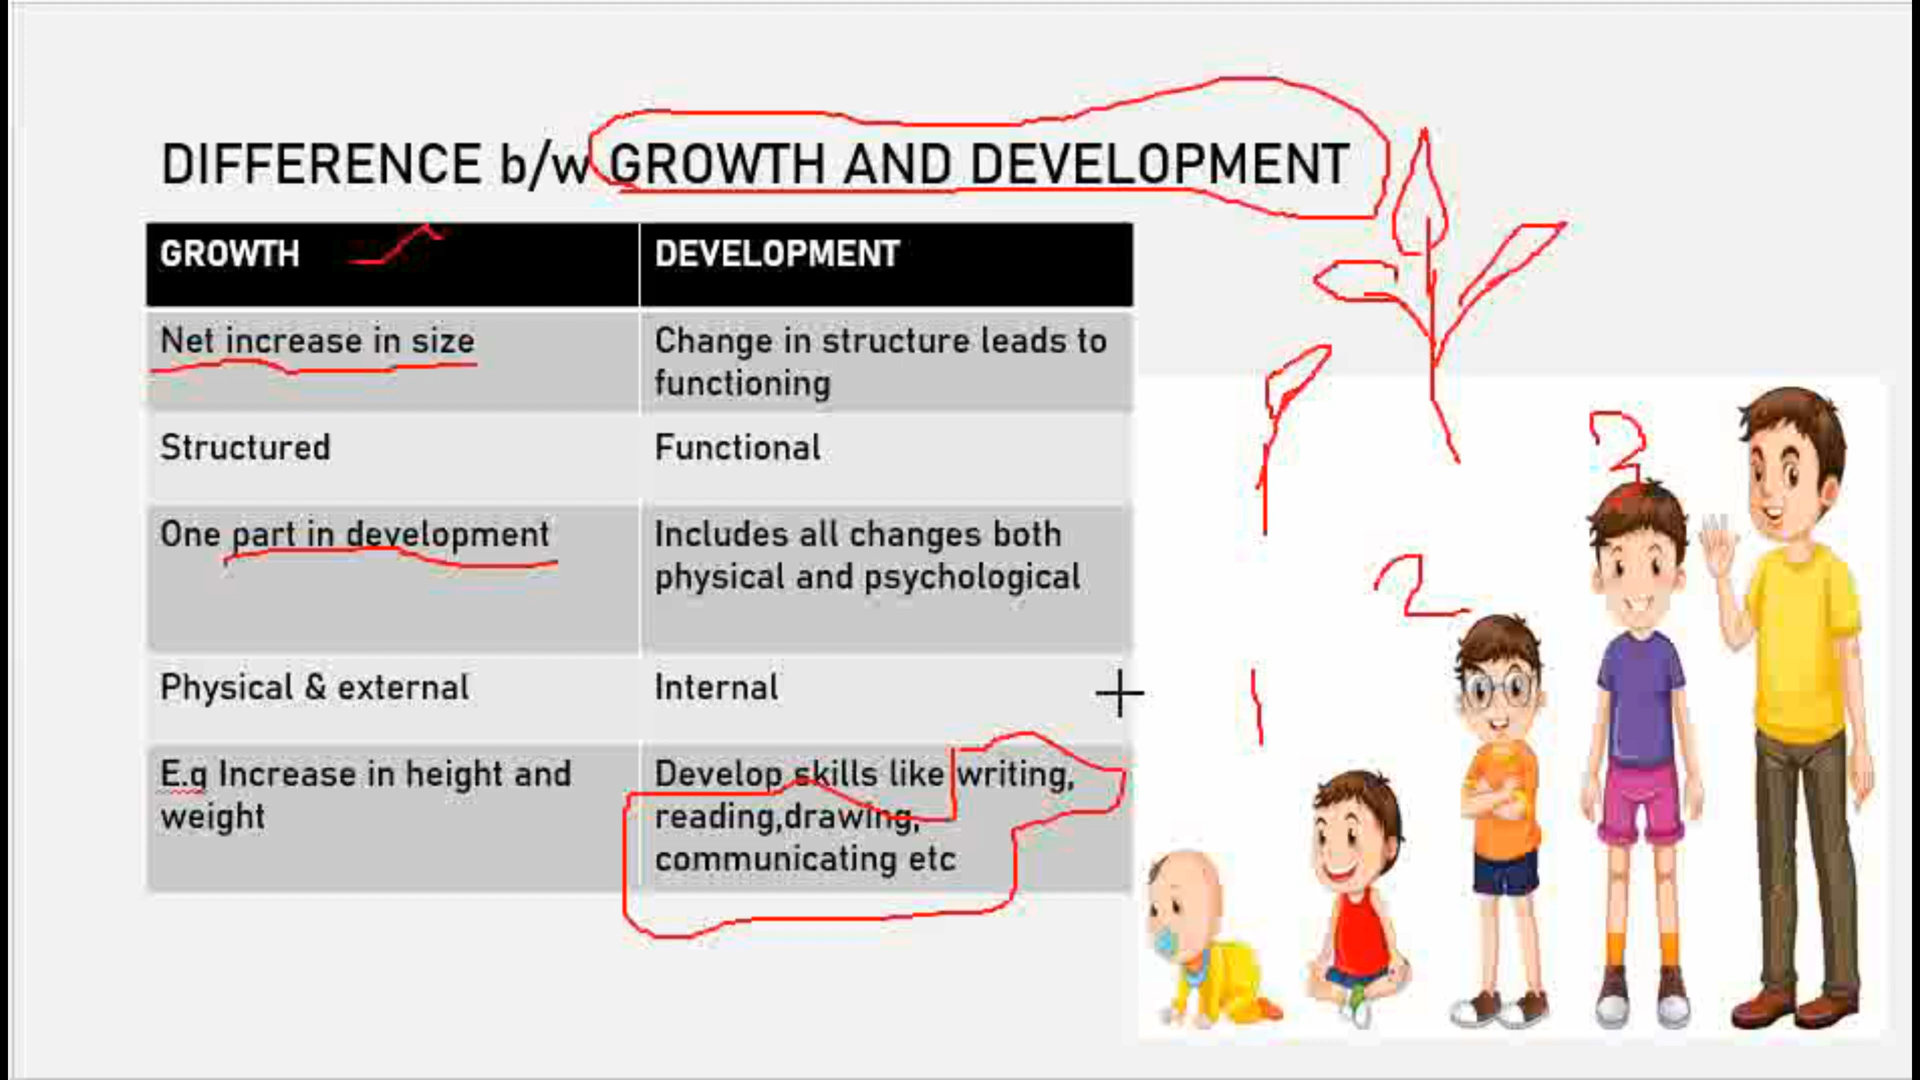 DIFFERENCE b/w GROWTH AND DEVELOPMENT
GROWTH
DEVELOPMENT
Net increase in size
Change in structure leads to
functioning
Structured
Functional
One part in development
Includes all changes both
physical and psychological
Physical & external
Internal
E.g Increase in height and
weight
Develop skills like writing,
reading,drawing,
communicating etc
1
2
3